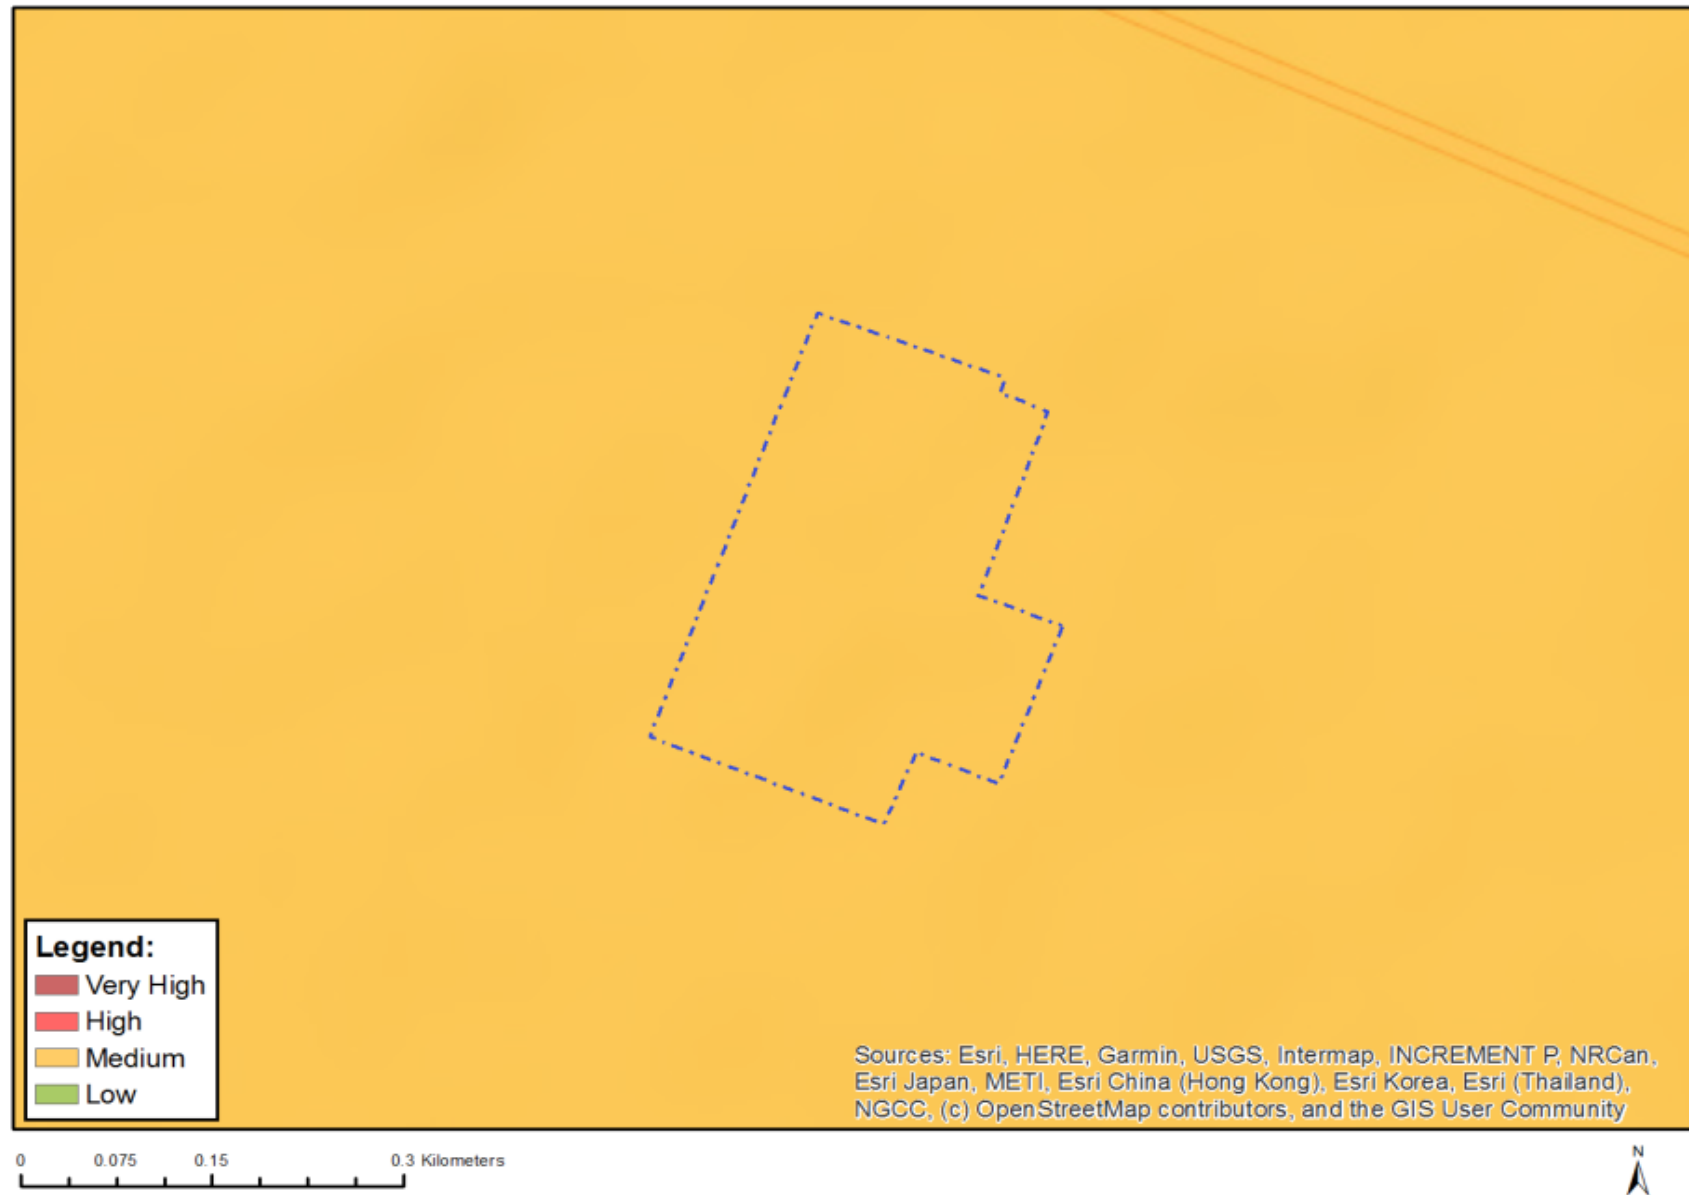 Legend:
Very High
High
Medium
Low
Sources: Esri, HERE, Garmin, USGS, Intermap, INCREMENT P, NRCan,
Esri Japan, METI, Esri China (Hong Kong), Esri Korea, Esri (Thailand),
NGCC, (c) OpenStreetMap contributors, and the GIS User Community
0 0.075 0.15 0.3 Kilometers
N